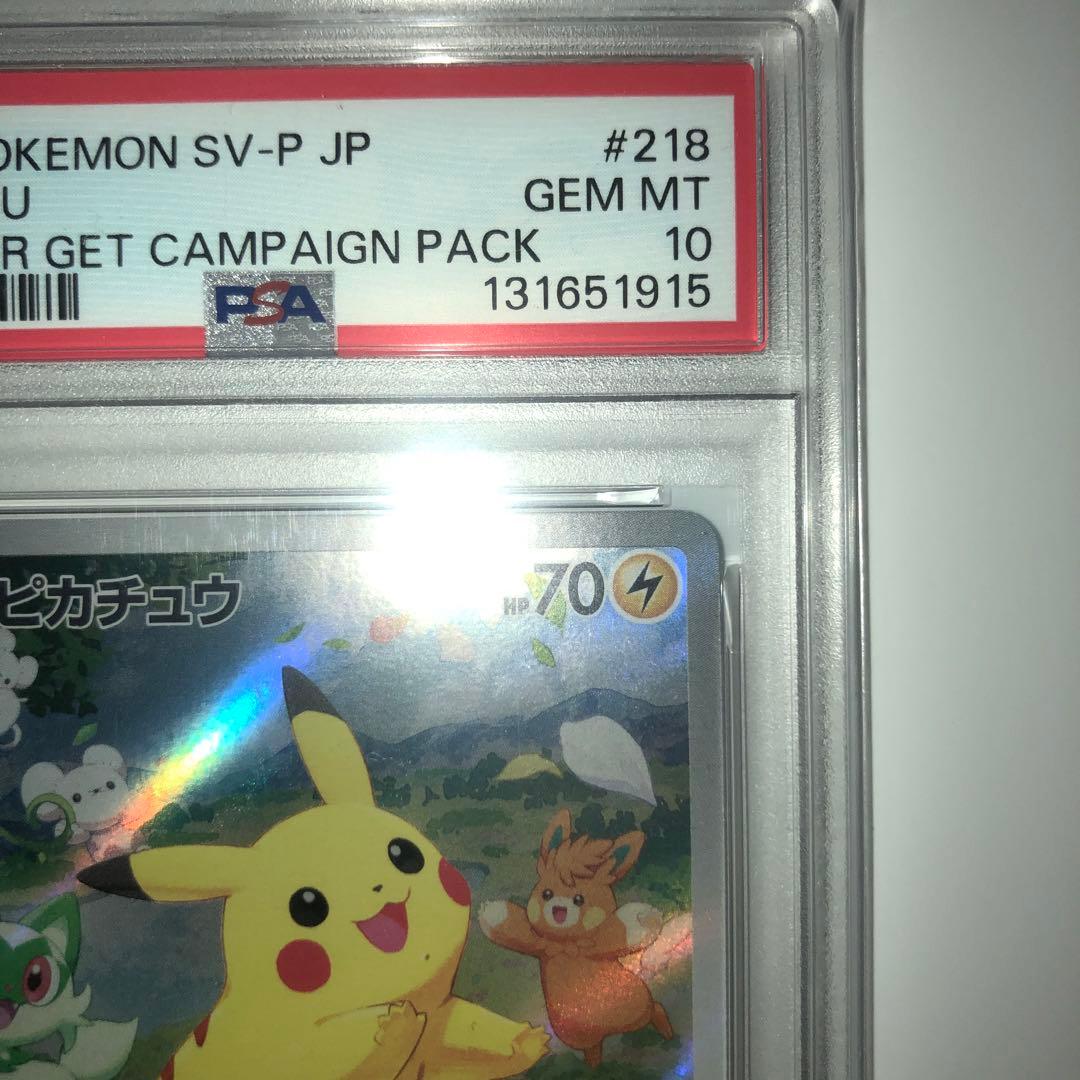 OKEMON SV-P JP #218
U GEM MT
R GET CAMPAIGN PACK 10
PSA 131651915
ピカチュウ HP70